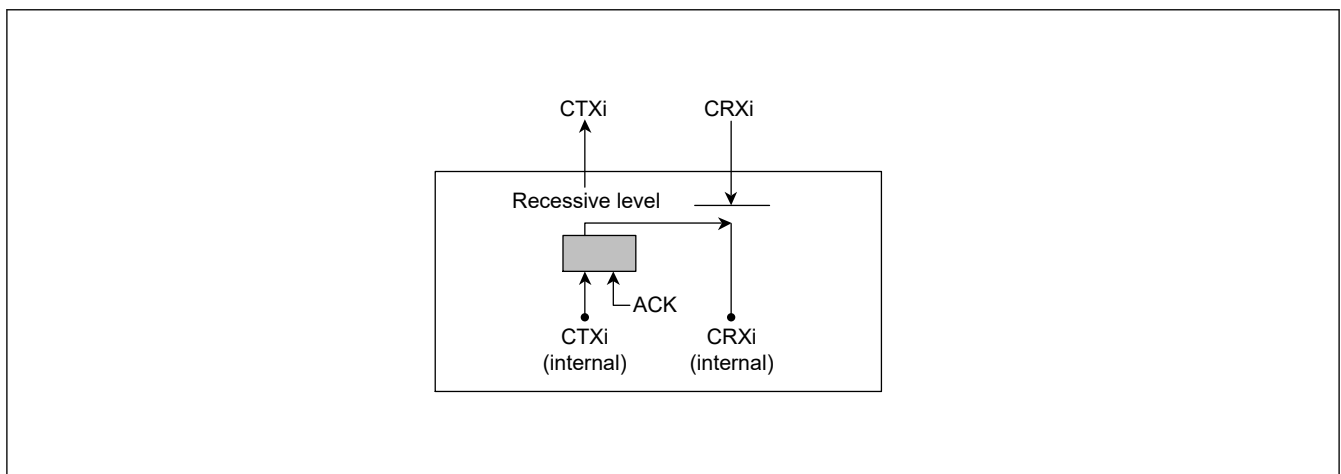 CTXi
CRXi
Recessive level
ACK
CTXi
(internal)
CRXi
(internal)